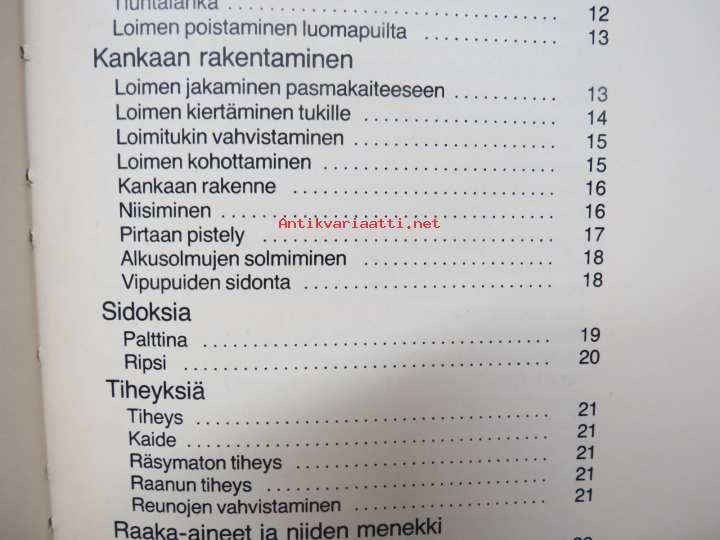 Tiuhtalanka ........ 12
Loimen poistaminen luomapuilta ........ 13
Kankaan rakentaminen
Loimen jakaminen pasmakaiteeseen ........ 13
Loimen kiertäminen tukille ........ 14
Loimitukin vahvistaminen ........ 15
Loimen kohottaminen ........ 15
Kankaan rakenne ........ 16
Niisiminen ........ 16
Antikvariaatti.net
Pirtaan pistely ........ 17
Alkusolmujen solmiminen ........ 18
Vipupuiden sidonta ........ 18
Sidoksia
Palttina ........ 19
Ripsi ........ 20
Tiheyksiä
Tiheys ........ 21
Kaide ........ 21
Räsymaton tiheys ........ 21
Raanun tiheys ........ 21
Reunojen vahvistaminen ........ 21
Raaka-aineet ja niiden menekki